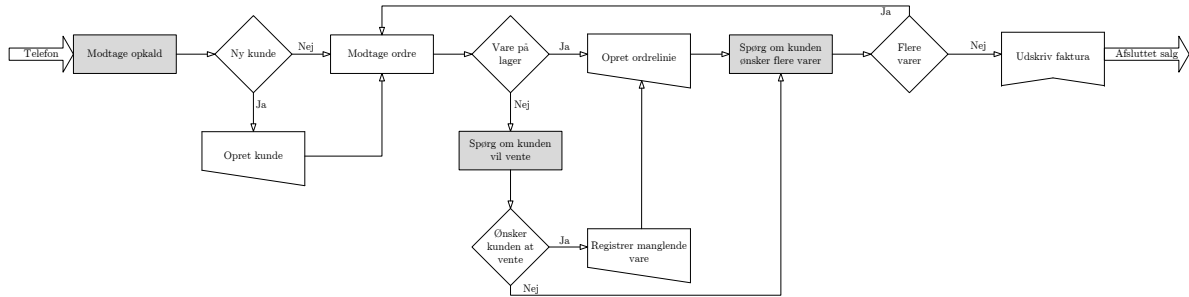 Ja
Telefon
Modtage opkald
Ny kunde
Nej
Modtage ordre
Vare på
lager
Ja
Opret ordrelinie
Spørg om kunden
ønsker flere varer
Flere
varer
Nej
Udskriv faktura
Afsluttet salg
Ja
Nej
Opret kunde
Spørg om kunden
vil vente
Ønsker
kunden at
vente
Ja
Registrer manglende
vare
Nej